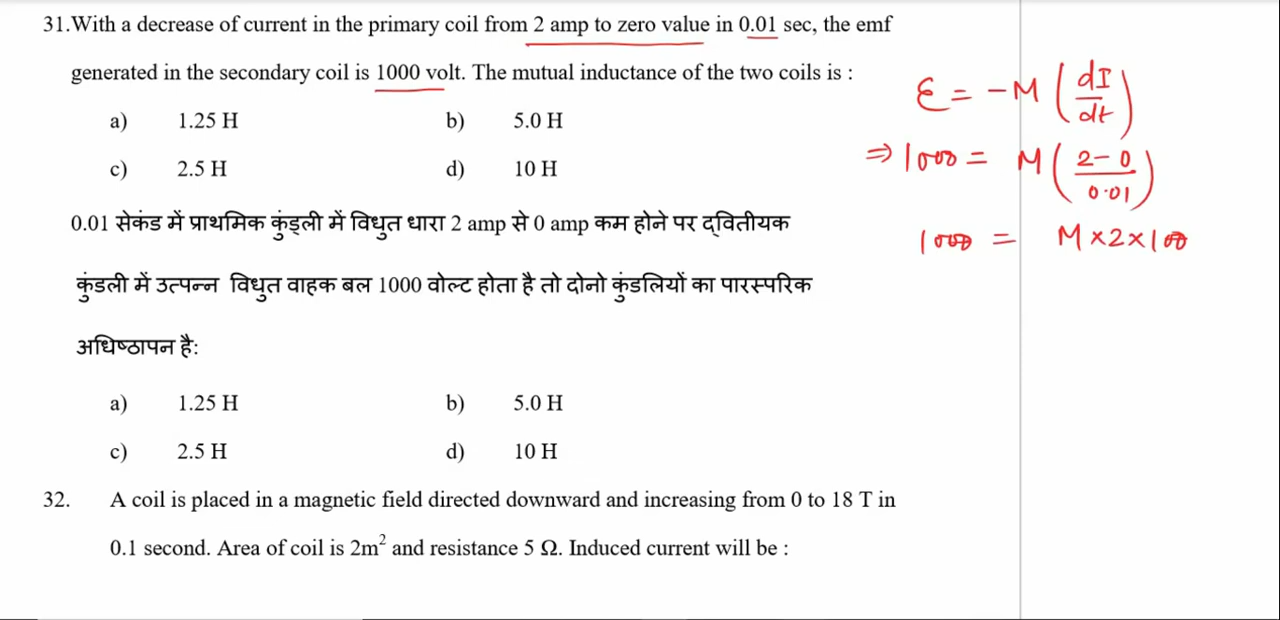 31.With a decrease of current in the primary coil from 2 amp to zero value in 0.01 sec, the emf
generated in the secondary coil is 1000 volt. The mutual inductance of the two coils is :
a) 1.25 H b) 5.0 H
c) 2.5 H d) 10 H
ε = -M (dI/dt)
⇒ 1000 = M (2-0/0.01)
1000 = M×2×100
0.01 सेकंड में प्राथमिक कुंड्ली में विधुत धारा 2 amp से 0 amp कम होने पर द्वितीयक
कुंडली में उत्पन्न विधुत वाहक बल 1000 वोल्ट होता है तो दोनो कुंडलियों का पारस्परिक
अधिष्ठापन है:
a) 1.25 H b) 5.0 H
c) 2.5 H d) 10 H
32. A coil is placed in a magnetic field directed downward and increasing from 0 to 18 T in
0.1 second. Area of coil is 2m² and resistance 5 Ω. Induced current will be :